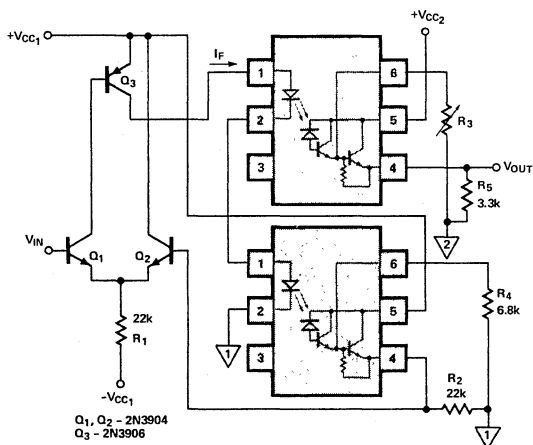 +VCC1
+VCC2
IF
Q3
1
2
3
6
5
4
R3
VOUT
R5
3.3k
2
VIN
Q1
Q2
22k
R1
-VCC1
1
2
3
6
5
4
1
R4
6.8k
R2
22k
1
Q1, Q2 – 2N3904
Q3 – 2N3906